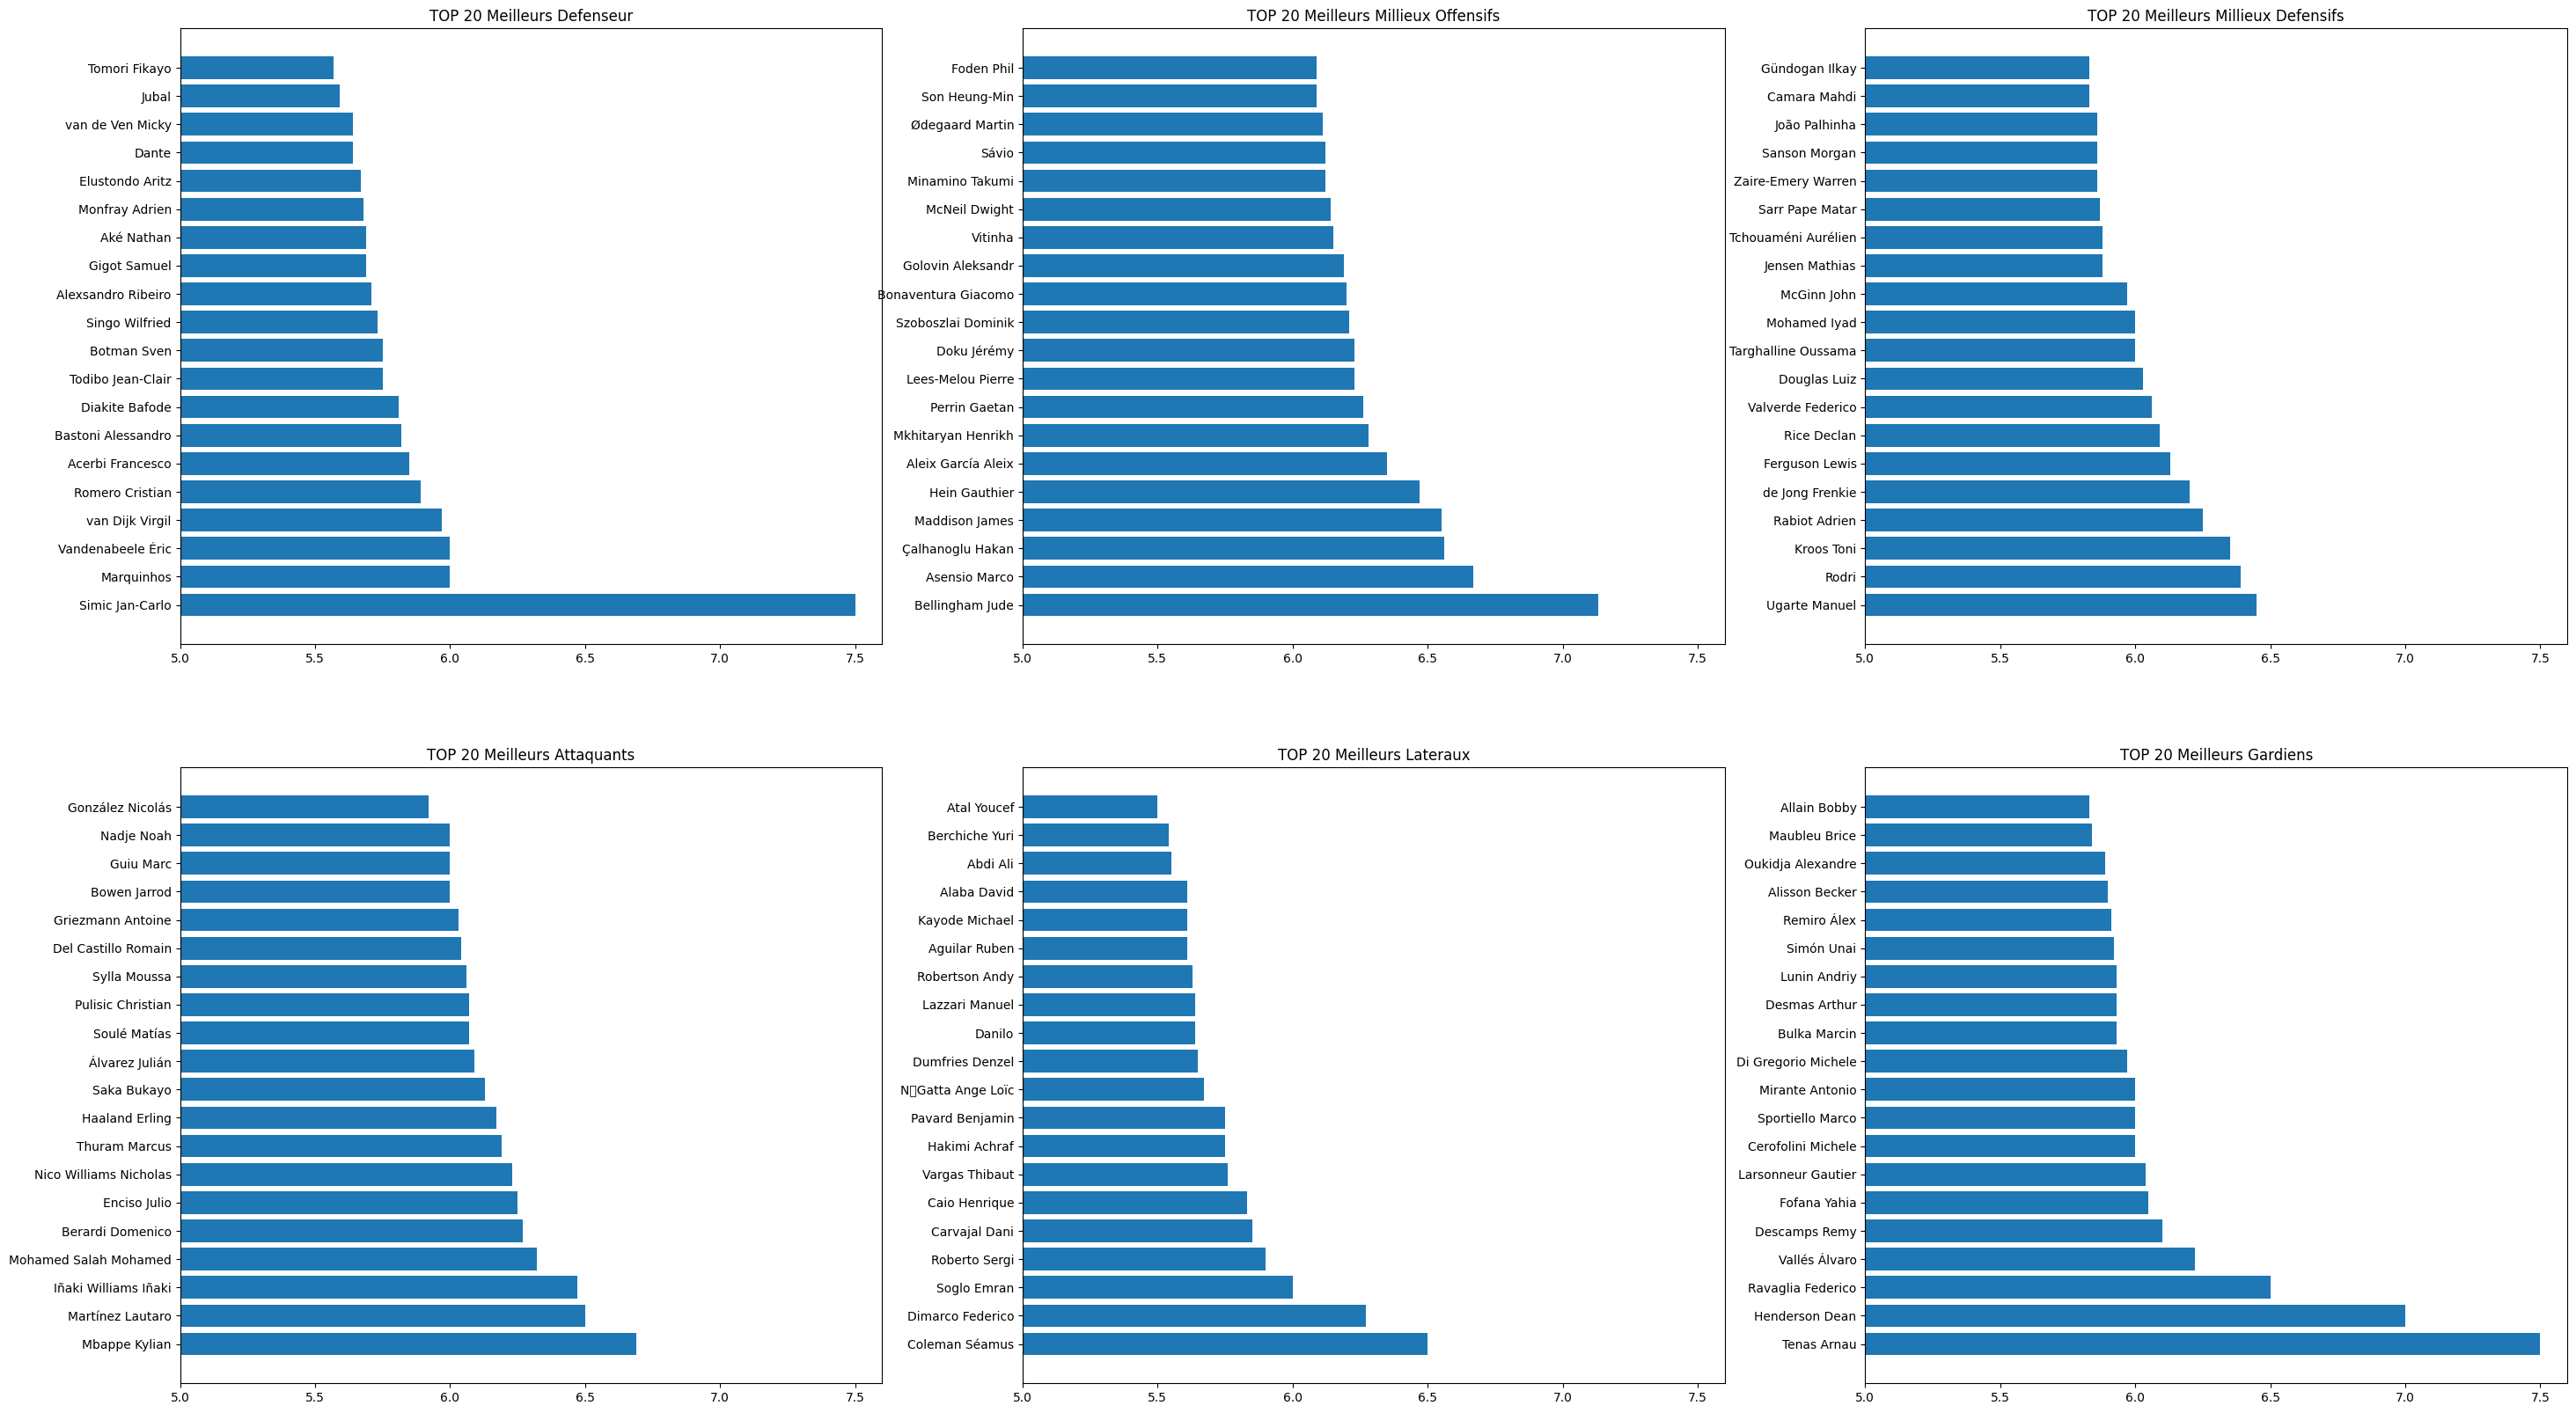 TOP 20 Meilleurs Defenseur
Tomori Fikayo
Jubal
van de Ven Micky
Dante
Elustondo Aritz
Monfray Adrien
Aké Nathan
Gigot Samuel
Alexsandro Ribeiro
Singo Wilfried
Botman Sven
Todibo Jean-Clair
Diakite Bafode
Bastoni Alessandro
Acerbi Francesco
Romero Cristian
van Dijk Virgil
Vandenabeele Éric
Marquinhos
Simic Jan-Carlo
5.0 5.5 6.0 6.5 7.0 7.5
TOP 20 Meilleurs Millieux Offensifs
Foden Phil
Son Heung-Min
Ødegaard Martin
Sávio
Minamino Takumi
McNeil Dwight
Vitinha
Golovin Aleksandr
Bonaventura Giacomo
Szoboszlai Dominik
Doku Jérémy
Lees-Melou Pierre
Perrin Gaetan
Mkhitaryan Henrikh
Aleix García Aleix
Hein Gauthier
Maddison James
Çalhanoglu Hakan
Asensio Marco
Bellingham Jude
5.0 5.5 6.0 6.5 7.0 7.5
TOP 20 Meilleurs Millieux Defensifs
Gündogan Ilkay
Camara Mahdi
João Palhinha
Sanson Morgan
Zaire-Emery Warren
Sarr Pape Matar
Tchouaméni Aurélien
Jensen Mathias
McGinn John
Mohamed Iyad
Targhalline Oussama
Douglas Luiz
Valverde Federico
Rice Declan
Ferguson Lewis
de Jong Frenkie
Rabiot Adrien
Kroos Toni
Rodri
Ugarte Manuel
5.0 5.5 6.0 6.5 7.0 7.5
TOP 20 Meilleurs Attaquants
González Nicolás
Nadje Noah
Guiu Marc
Bowen Jarrod
Griezmann Antoine
Del Castillo Romain
Sylla Moussa
Pulisic Christian
Soulé Matías
Álvarez Julián
Saka Bukayo
Haaland Erling
Thuram Marcus
Nico Williams Nicholas
Enciso Julio
Berardi Domenico
Mohamed Salah Mohamed
Iñaki Williams Iñaki
Martínez Lautaro
Mbappe Kylian
5.0 5.5 6.0 6.5 7.0 7.5
TOP 20 Meilleurs Lateraux
Atal Youcef
Berchiche Yuri
Abdi Ali
Alaba David
Kayode Michael
Aguilar Ruben
Robertson Andy
Lazzari Manuel
Danilo
Dumfries Denzel
N▯Gatta Ange Loïc
Pavard Benjamin
Hakimi Achraf
Vargas Thibaut
Caio Henrique
Carvajal Dani
Roberto Sergi
Soglo Emran
Dimarco Federico
Coleman Séamus
5.0 5.5 6.0 6.5 7.0 7.5
TOP 20 Meilleurs Gardiens
Allain Bobby
Maubleu Brice
Oukidja Alexandre
Alisson Becker
Remiro Álex
Simón Unai
Lunin Andriy
Desmas Arthur
Bulka Marcin
Di Gregorio Michele
Mirante Antonio
Sportiello Marco
Cerofolini Michele
Larsonneur Gautier
Fofana Yahia
Descamps Remy
Vallés Álvaro
Ravaglia Federico
Henderson Dean
Tenas Arnau
5.0 5.5 6.0 6.5 7.0 7.5